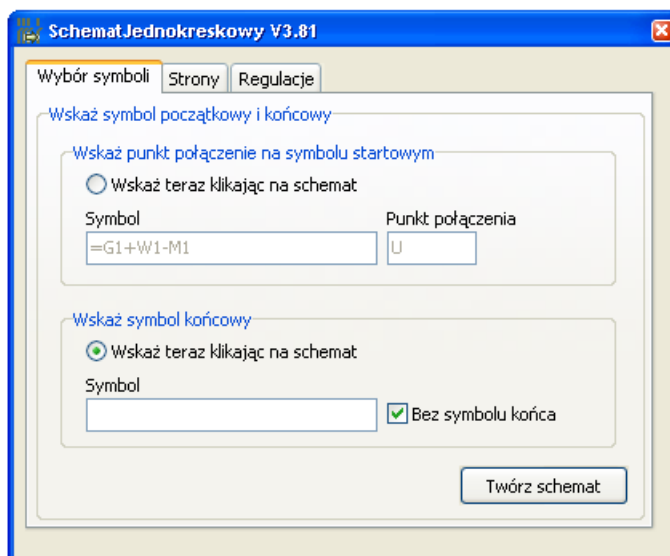 SchematJednokreskowy V3.81
Wybór symboli Strony Regulacje
Wskaż symbol początkowy i końcowy
Wskaż punkt połączenie na symbolu startowym
Wskaż teraz klikając na schemat
Symbol Punkt połączenia
=G1+W1-M1 U
Wskaż symbol końcowy
Wskaż teraz klikając na schemat
Symbol
Bez symbolu końca
Twórz schemat